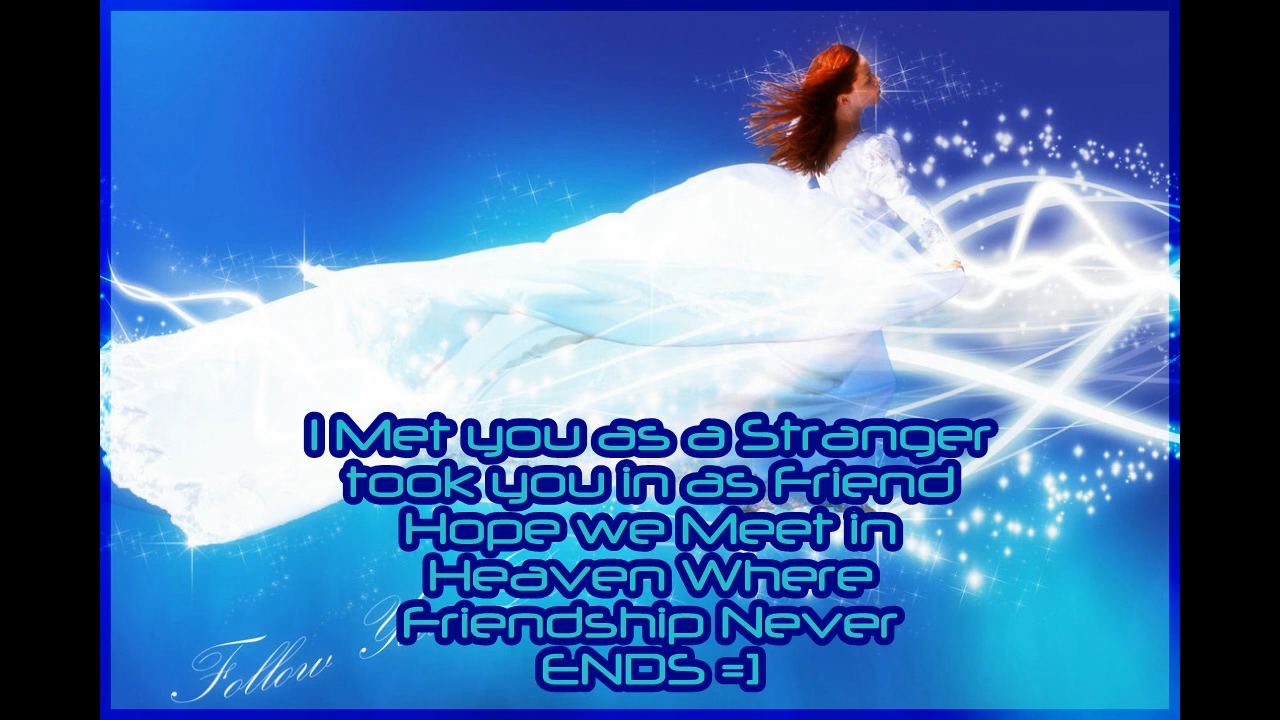 I Met you as a Stranger
took you in as Friend
Hope we Meet in
Heaven Where
Friendship Never
ENDS =]
Follow